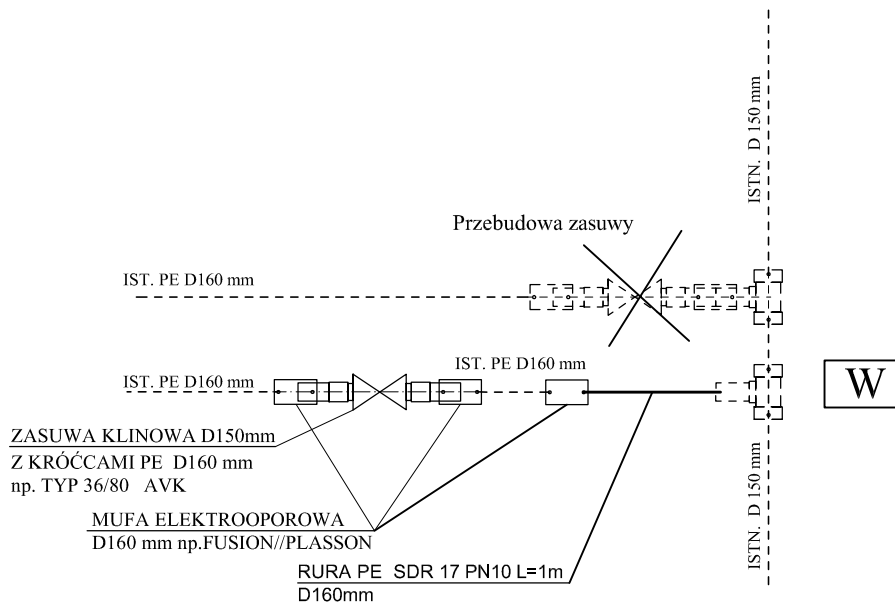 ISTN. D 150 mm
Przebudowa zasuwy
IST. PE D160 mm
IST. PE D160 mm
IST. PE D160 mm
W
ZASUWA KLINOWA D150mm
Z KRÓĆCAMI PE D160 mm
np. TYP 36/80 AVK
MUFA ELEKTROOPOROWA
D160 mm np.FUSION//PLASSON
ISTN. D 150 mm
RURA PE SDR 17 PN10 L=1m
D160mm